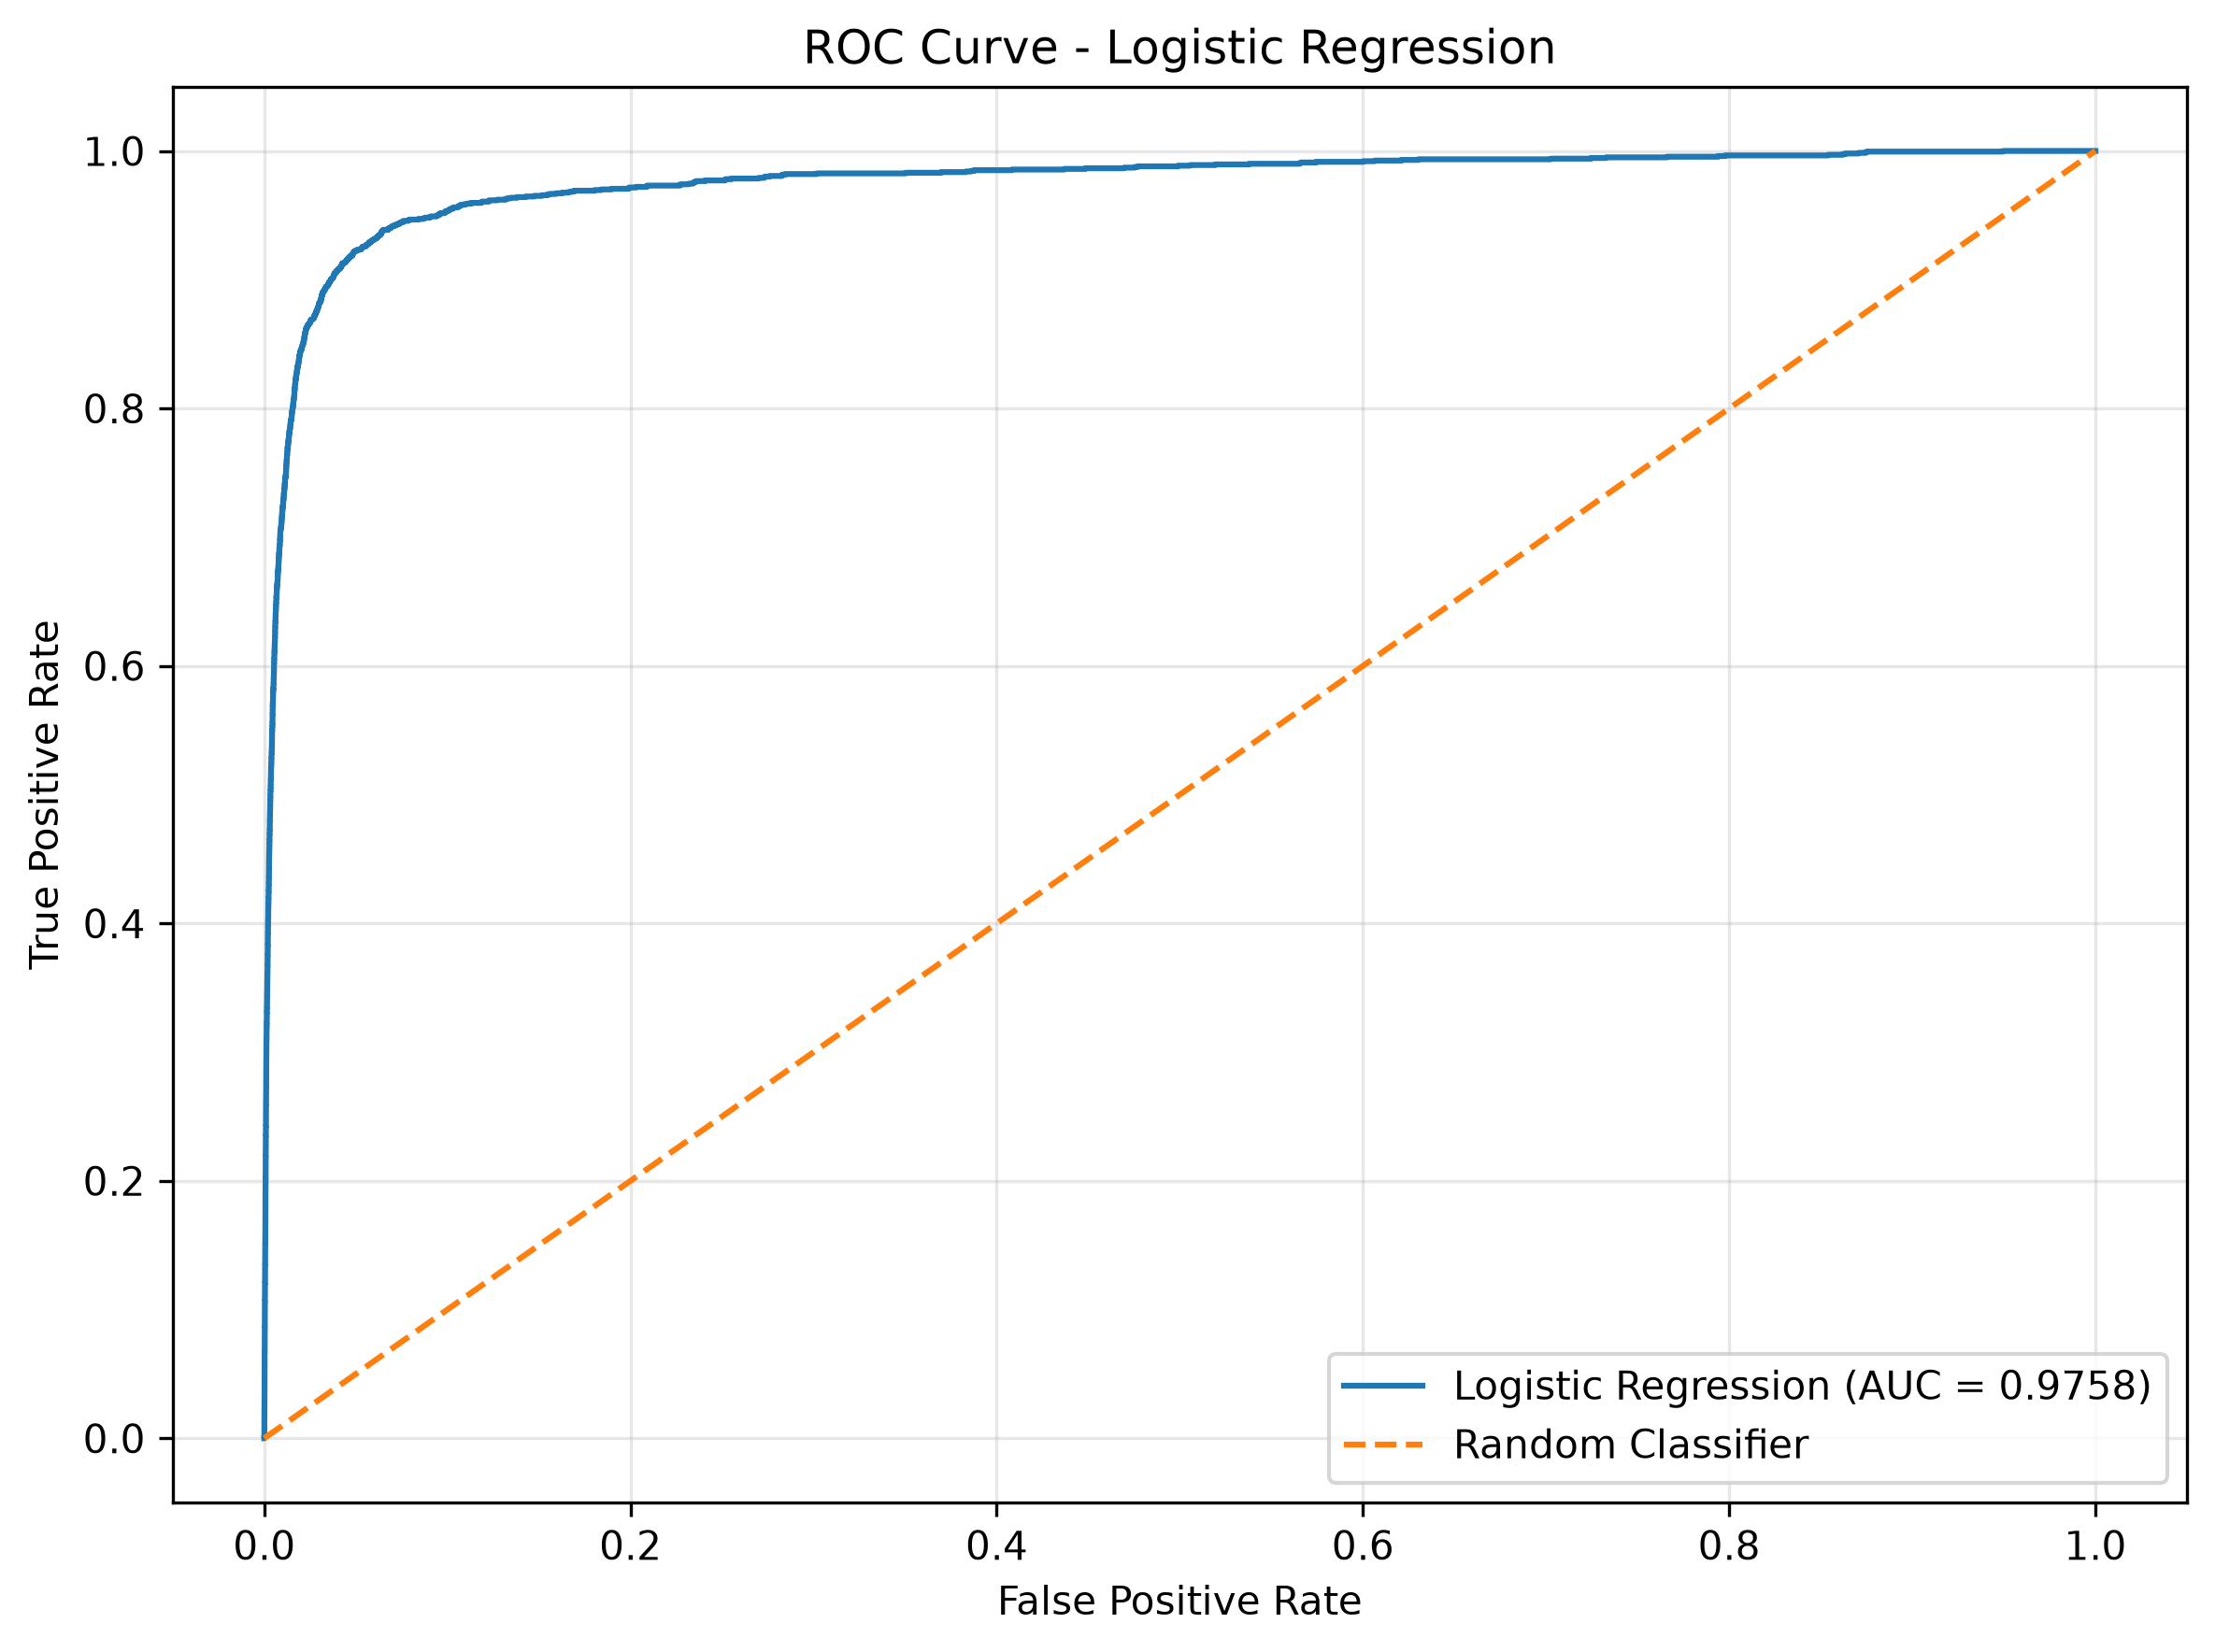 ROC Curve - Logistic Regression
True Positive Rate
1.0
0.8
0.6
0.4
0.2
0.0
Logistic Regression (AUC = 0.9758)
Random Classifier
0.0 0.2 0.4 0.6 0.8 1.0
False Positive Rate